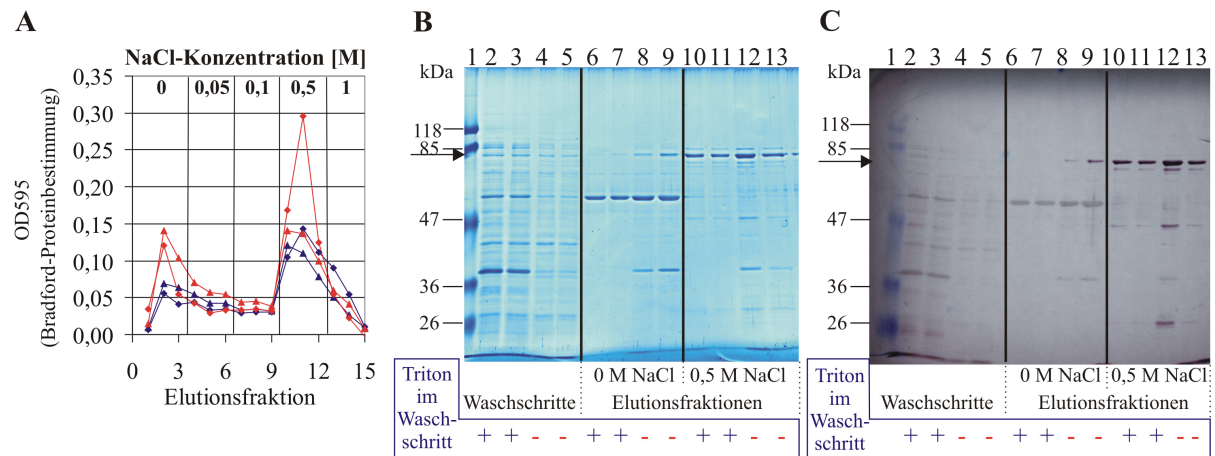 A
NaCl-Konzentration [M]
0 0,05 0,1 0,5 1
0,35
0,30
0,25
0,20
0,15
0,10
0,05
0,00
OD595
(Bradford-Proteinbestimmung)
0 3 6 9 12 15
Elutionsfraktion
B
1 2 3 4 5 6 7 8 9 10 11 12 13
kDa
118
85
47
36
26
0 M NaCl 0,5 M NaCl
Waschschritte Elutionsfraktionen
Triton
im
Wasch-
schritt
+ + - - + + - - + + - -
C
1 2 3 4 5 6 7 8 9 10 11 12 13
kDa
118
85
47
36
26
0 M NaCl 0,5 M NaCl
Waschschritte Elutionsfraktionen
Triton
im
Wasch-
schritt
+ + - - + + - - + + - -